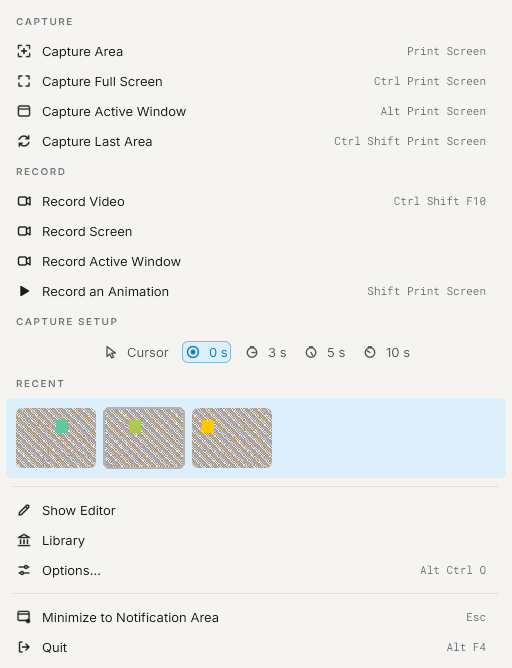 CAPTURE
Capture Area Print Screen
Capture Full Screen Ctrl Print Screen
Capture Active Window Alt Print Screen
Capture Last Area Ctrl Shift Print Screen
RECORD
Record Video Ctrl Shift F10
Record Screen
Record Active Window
Record an Animation Shift Print Screen
CAPTURE SETUP
Cursor 0 s 3 s 5 s 10 s
RECENT
Show Editor
Library
Options... Alt Ctrl O
Minimize to Notification Area Esc
Quit Alt F4